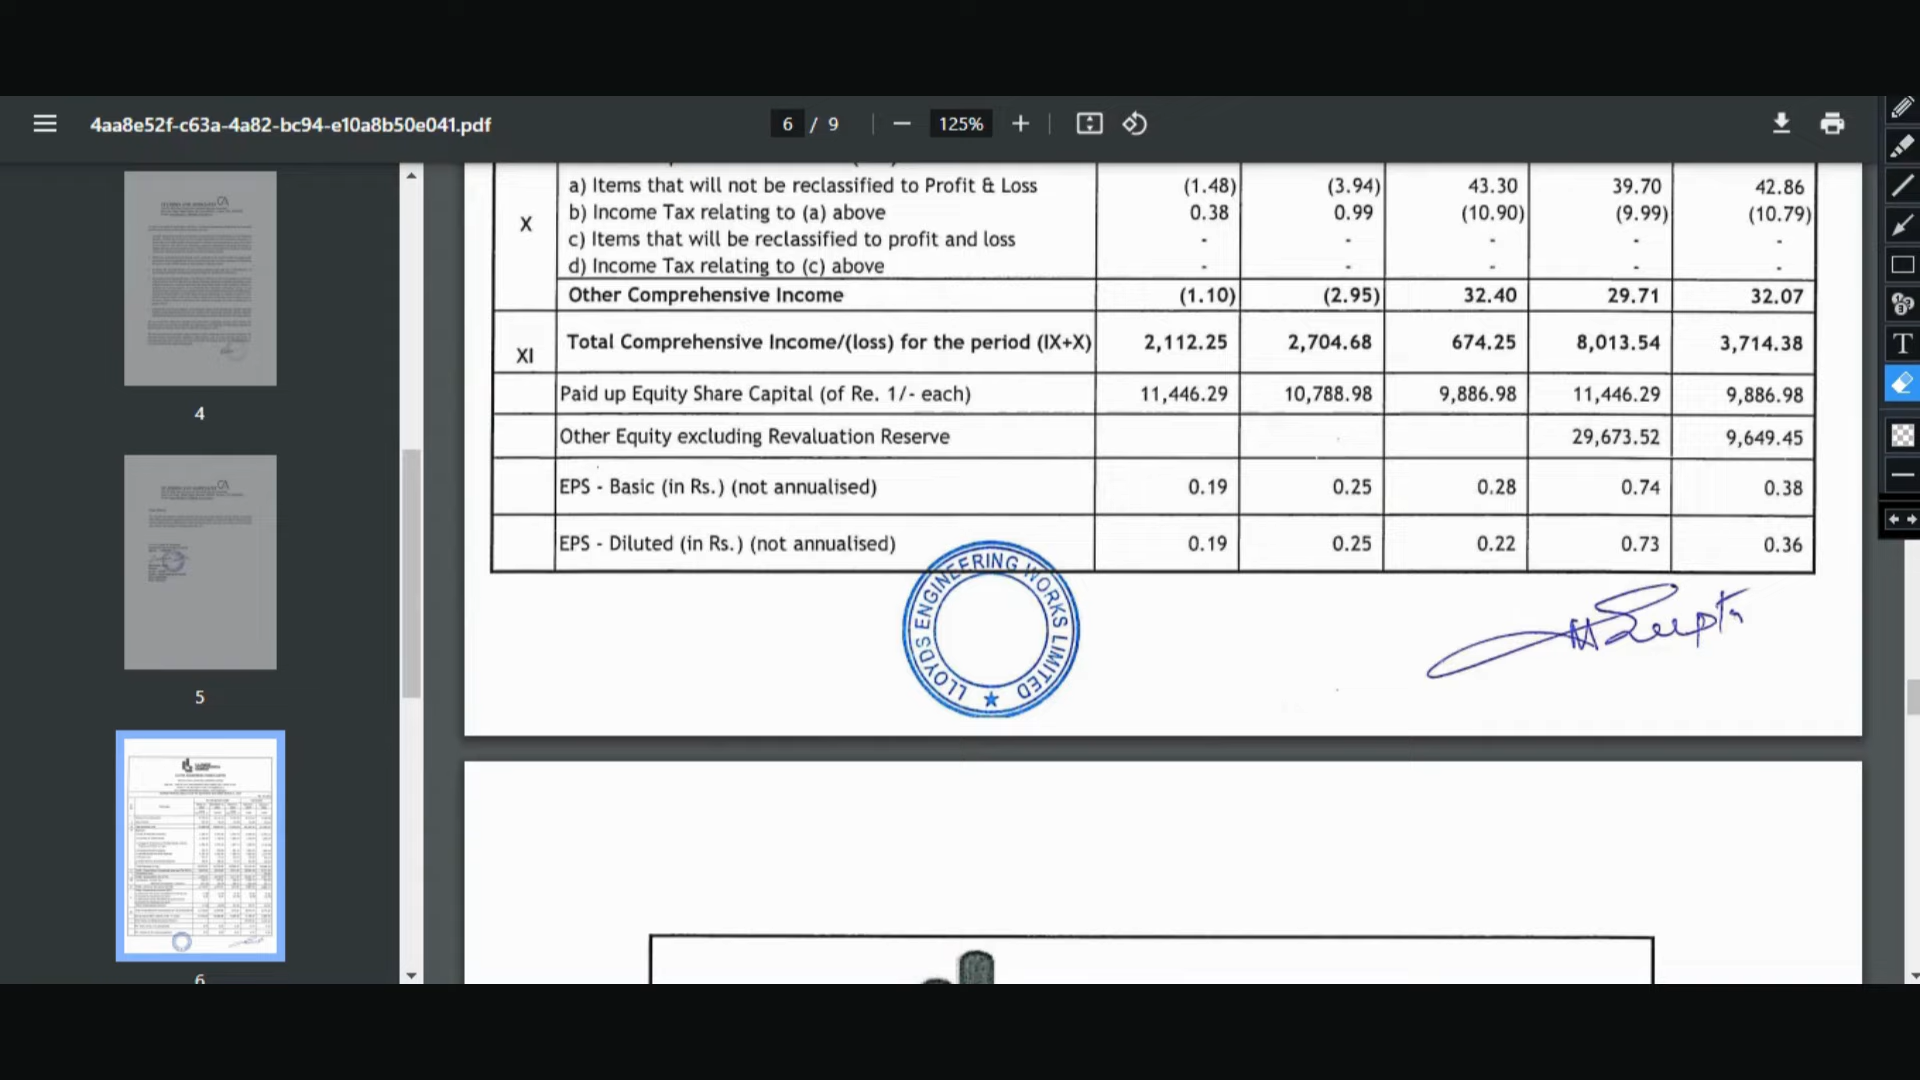 4aa8e52f-c63a-4a82-bc94-e10a8b50e041.pdf 6 / 9 125%
a) Items that will not be reclassified to Profit & Loss (1.48) (3.94) 43.30 39.70 42.86
X b) Income Tax relating to (a) above 0.38 0.99 (10.90) (9.99) (10.79)
c) Items that will be reclassified to profit and loss - - - - -
d) Income Tax relating to (c) above - - - - -
Other Comprehensive Income (1.10) (2.95) 32.40 29.71 32.07
XI Total Comprehensive Income/(loss) for the period (IX+X) 2,112.25 2,704.68 674.25 8,013.54 3,714.38
Paid up Equity Share Capital (of Re. 1/- each) 11,446.29 10,788.98 9,886.98 11,446.29 9,886.98
Other Equity excluding Revaluation Reserve 29,673.52 9,649.45
EPS - Basic (in Rs.) (not annualised) 0.19 0.25 0.28 0.74 0.38
EPS - Diluted (in Rs.) (not annualised) 0.19 0.25 0.22 0.73 0.36
LLOYDS ENGINEERING WORKS LIMITED
Gupta
4
5
6
T